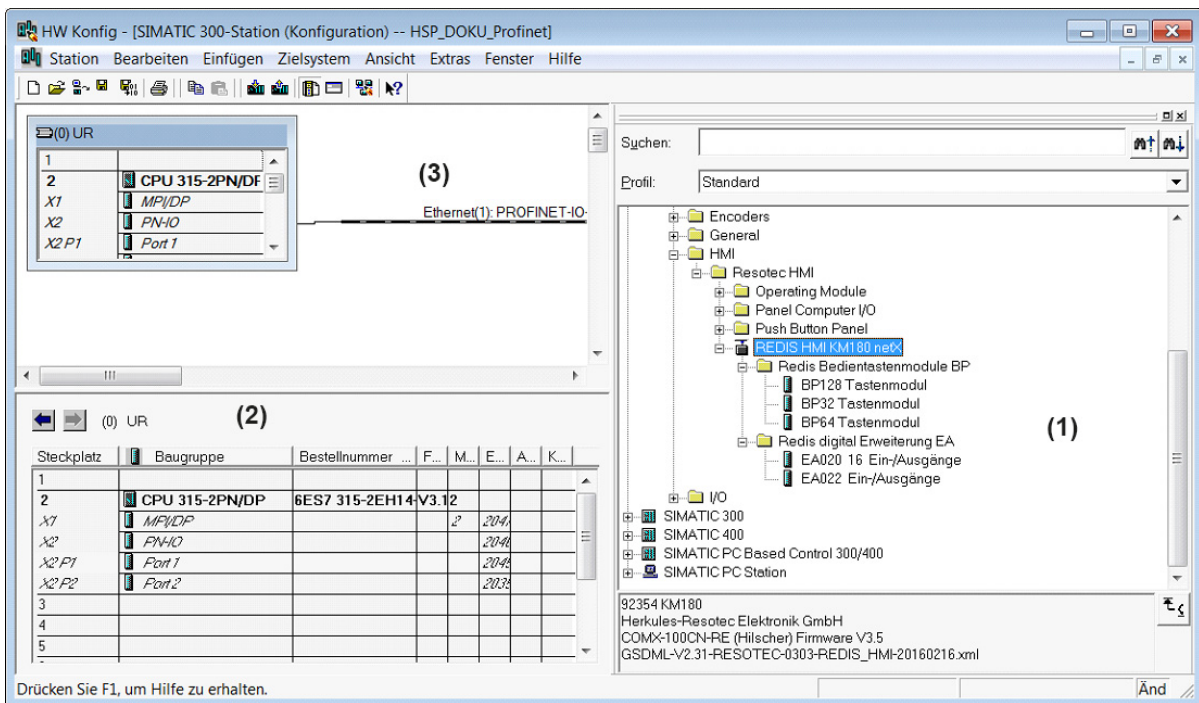 HW Konfig - [SIMATIC 300-Station (Konfiguration) -- HSP_DOKU_Profinet]
Station Bearbeiten Einfügen Zielsystem Ansicht Extras Fenster Hilfe
(0) UR
1
2 CPU 315-2PN/DP
X1 MPI/DP
X2 PN-IO
X2 P1 Port 1
(3)
Ethernet(1): PROFINET-IO-
(0) UR
(2)
Steckplatz Baugruppe Bestellnummer ... F... M... E... A... K...
1
2 CPU 315-2PN/DP 6ES7 315-2EH14- V3.1 2
X1 MPI/DP 2
X2 PN-IO
X2 P1 Port 1
X2 P2 Port 2
3
4
5
Suchen:
Profil: Standard
Encoders
General
HMI
Resotec HMI
Operating Module
Panel Computer I/O
Push Button Panel
REDIS HMI KM180 netX
Redis Bedientastenmodule BP
BP128 Tastenmodul
BP32 Tastenmodul
BP64 Tastenmodul
(1)
Redis digital Erweiterung EA
EA020 16 Ein-/Ausgänge
EA022 Ein-/Ausgänge
I/O
SIMATIC 300
SIMATIC 400
SIMATIC PC Based Control 300/400
SIMATIC PC Station
92354 KM180
Herkules-Resotec Elektronik GmbH
COMX-100CN-RE (Hilscher) Firmware V3.5
GSDML-V2.31-RESOTEC-0303-REDIS_HMI-20160216.xml
Drücken Sie F1, um Hilfe zu erhalten.
Änd